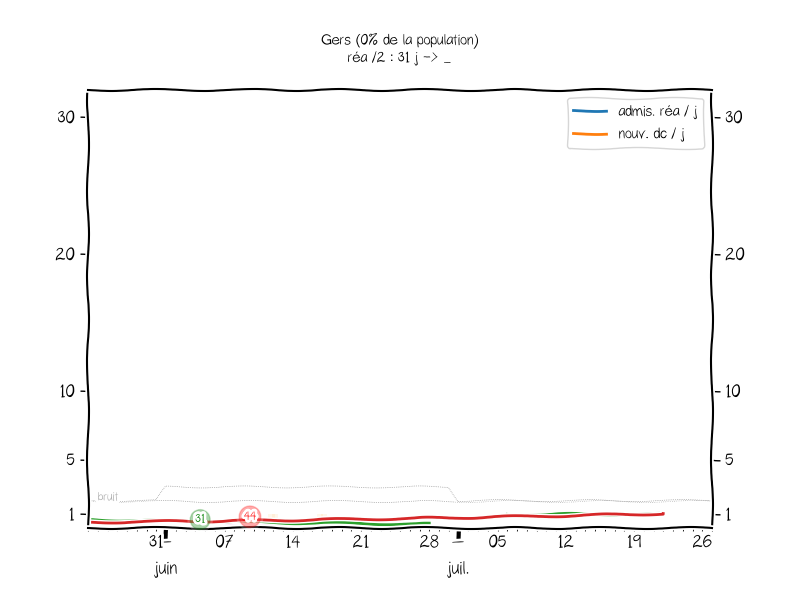 Gers (0% de la population)
réa /2 : 31 j -> _
admis. réa / j
nouv. dc / j
30 30
20 20
10 10
5 5
1 1
bruit
31 44
31 07 14 21 28 05 12 19 26
juin juil.